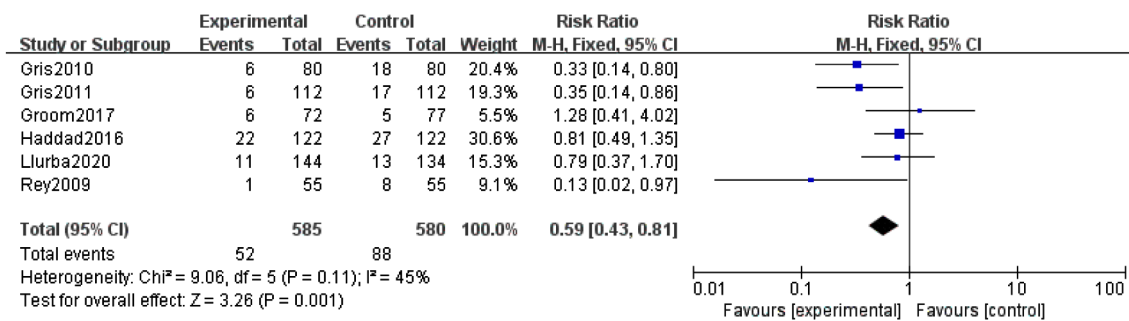 Experimental Control Risk Ratio Risk Ratio
Study or Subgroup Events Total Events Total Weight M-H, Fixed, 95% CI M-H, Fixed, 95% CI
Gris2010 6 80 18 80 20.4% 0.33 [0.14, 0.80]
Gris2011 6 112 17 112 19.3% 0.35 [0.14, 0.86]
Groom2017 6 72 5 77 5.5% 1.28 [0.41, 4.02]
Haddad2016 22 122 27 122 30.6% 0.81 [0.49, 1.35]
Llurba2020 11 144 13 134 15.3% 0.79 [0.37, 1.70]
Rey2009 1 55 8 55 9.1% 0.13 [0.02, 0.97]
Total (95% CI) 585 580 100.0% 0.59 [0.43, 0.81]
Total events 52 88
Heterogeneity: Chi² = 9.06, df = 5 (P = 0.11); I² = 45%
Test for overall effect: Z = 3.26 (P = 0.001)
0.01 0.1 1 10 100
Favours [experimental] Favours [control]